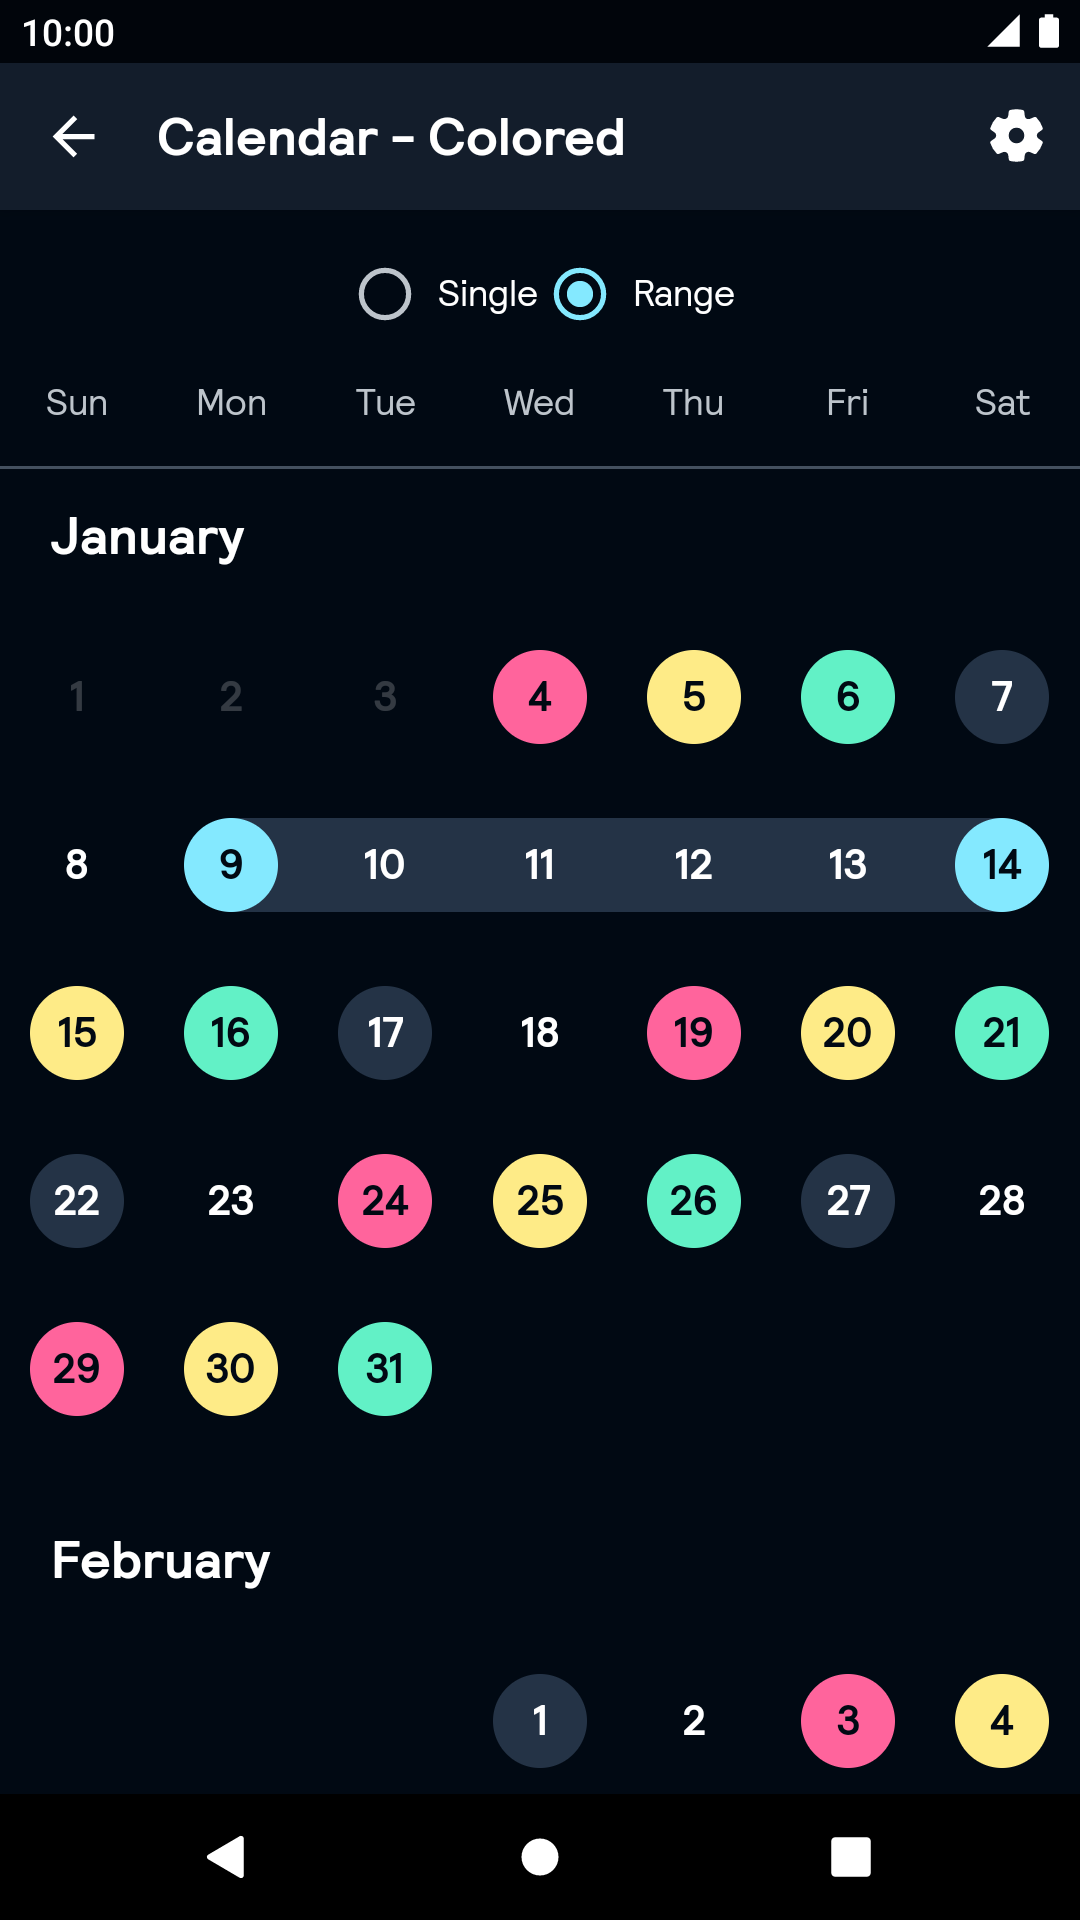 10:00
Calendar - Colored
Single Range
Sun Mon Tue Wed Thu Fri Sat
January
1 2 3 4 5 6 7
8 9 10 11 12 13 14
15 16 17 18 19 20 21
22 23 24 25 26 27 28
29 30 31
February
1 2 3 4